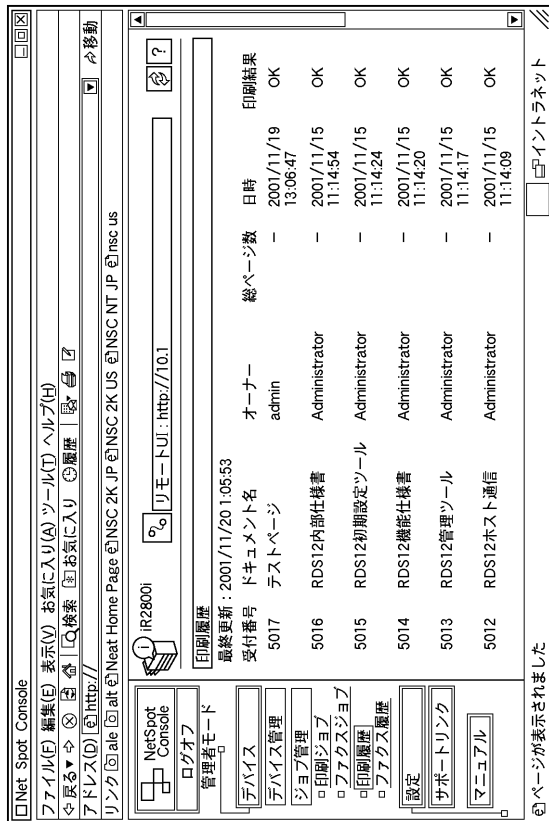 Net Spot Console
ファイル(F) 編集(E) 表示(V) お気に入り(A) ツール(T) ヘルプ(H)
戻る 検索 お気に入り 履歴
アドレス(D) http:// 移動
リンク ale alt Neat Home Page NSC 2K JP NSC 2K US NSC NT JP nsc us
NetSpot
Console
ログオフ
管理者モード
デバイス
デバイス管理
ジョブ管理
印刷ジョブ
ファクスジョブ
印刷履歴
ファクス履歴
設定
サポートリンク
マニュアル
iR2800i
リモートUI : http://10.1
?
印刷履歴
最終更新 : 2001/11/20 1:05:53
受付番号 ドキュメント名 オーナー 総ページ数 日時 印刷結果
5017 テストページ admin – 2001/11/19 13:06:47 OK
5016 RDS12内部仕様書 Administrator – 2001/11/15 11:14:54 OK
5015 RDS12初期設定ツール Administrator – 2001/11/15 11:14:24 OK
5014 RDS12機能仕様書 Administrator – 2001/11/15 11:14:20 OK
5013 RDS12管理ツール Administrator – 2001/11/15 11:14:17 OK
5012 RDS12ホスト通信 Administrator – 2001/11/15 11:14:09 OK
ページが表示されました イントラネット